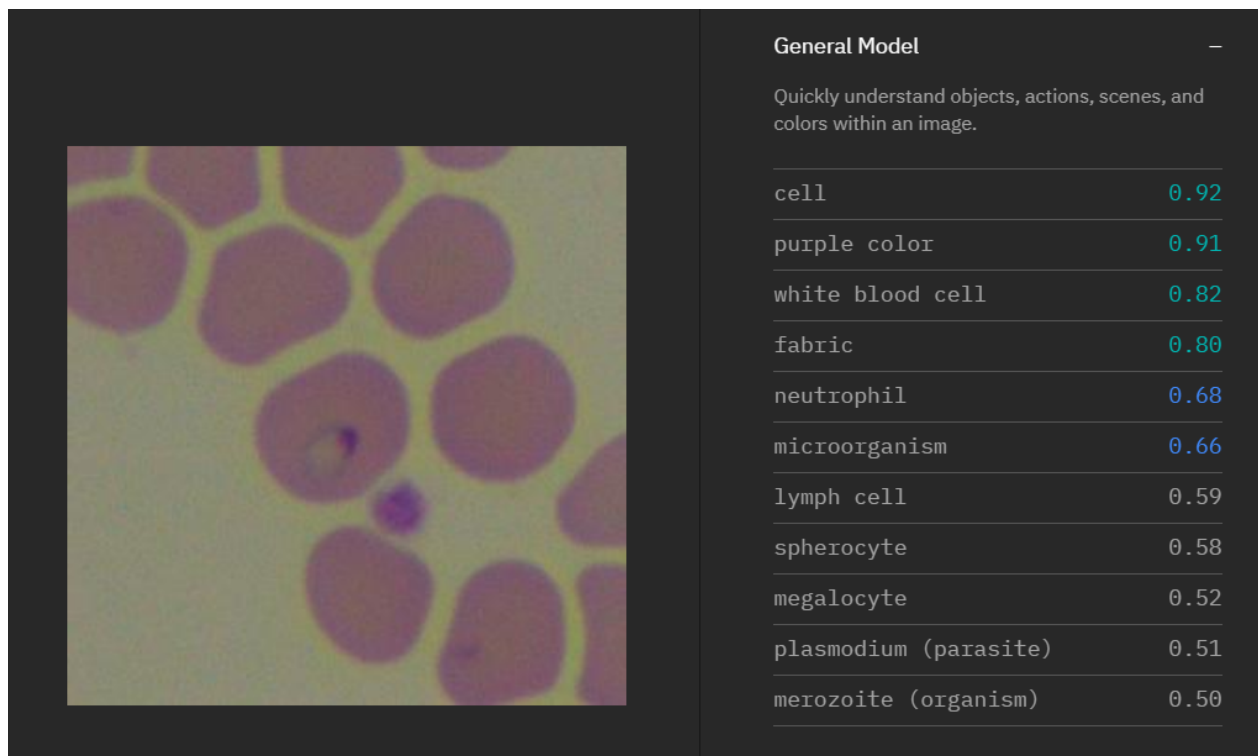 General Model –
Quickly understand objects, actions, scenes, and
colors within an image.
cell 0.92
purple color 0.91
white blood cell 0.82
fabric 0.80
neutrophil 0.68
microorganism 0.66
lymph cell 0.59
spherocyte 0.58
megalocyte 0.52
plasmodium (parasite) 0.51
merozoite (organism) 0.50